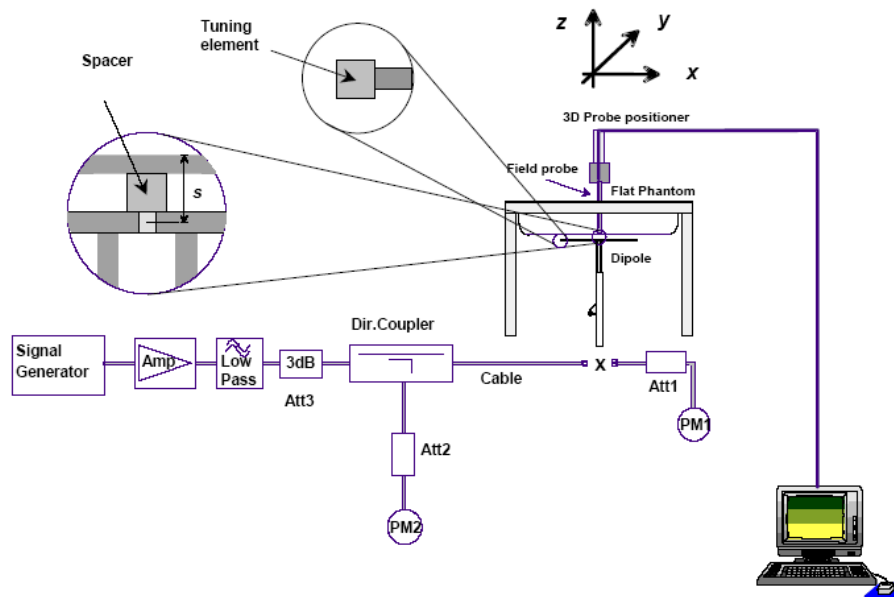 Tuning
element
z
y
x
Spacer
3D Probe positioner
s
Field probe
Flat Phantom
Dipole
Dir.Coupler
Signal
Generator
Amp
Low
Pass
3dB
Att3
Cable
X
Att1
PM1
Att2
PM2